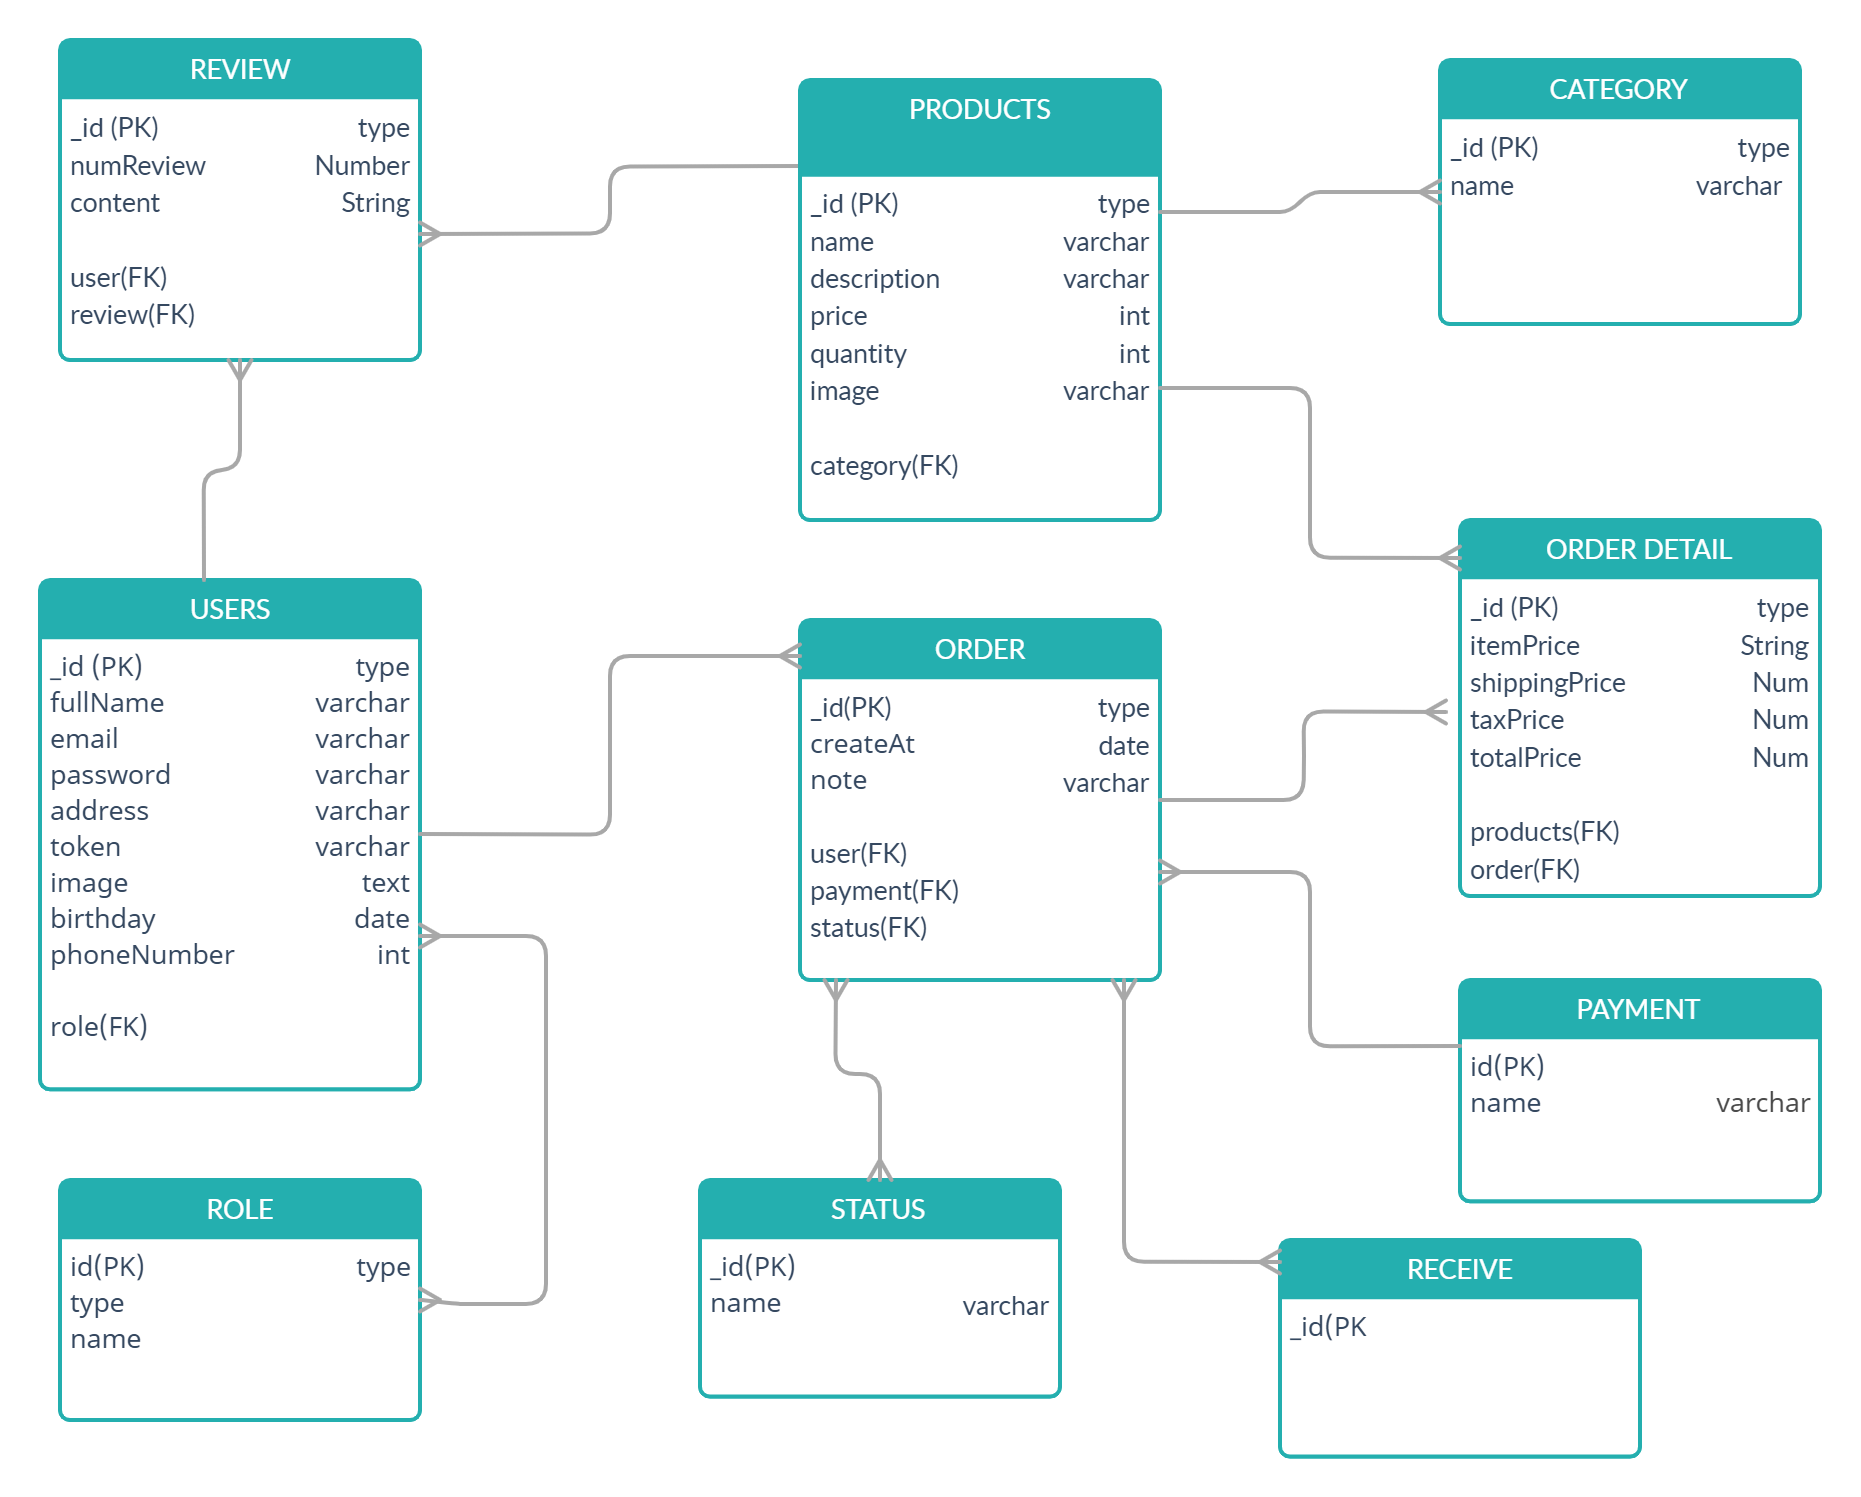 REVIEW
_id (PK) type
numReview Number
content String
user(FK)
review(FK)
PRODUCTS
_id (PK) type
name varchar
description varchar
price int
quantity int
image varchar
category(FK)
CATEGORY
_id (PK) type
name varchar
USERS
_id (PK) type
fullName varchar
email varchar
password varchar
address varchar
token varchar
image text
birthday date
phoneNumber int
role(FK)
ORDER
_id(PK) type
createAt date
note varchar
user(FK)
payment(FK)
status(FK)
ORDER DETAIL
_id (PK) type
itemPrice String
shippingPrice Num
taxPrice Num
totalPrice Num
products(FK)
order(FK)
PAYMENT
id(PK)
name varchar
ROLE
id(PK) type
type
name
STATUS
_id(PK)
name varchar
RECEIVE
_id(PK